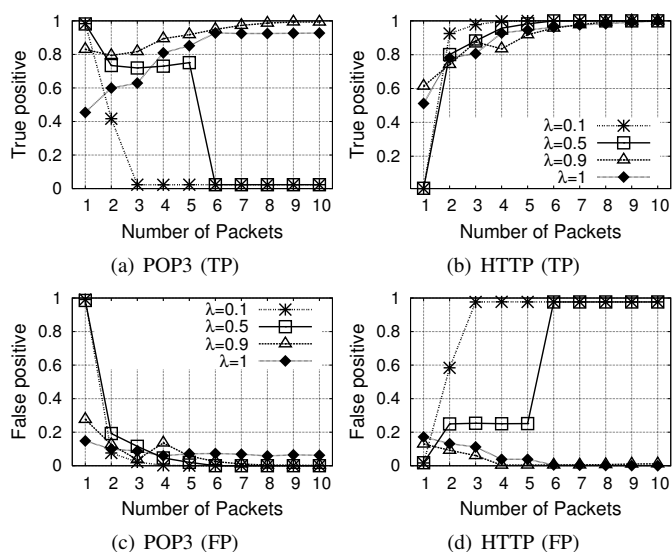 True positive
1
0.8
0.6
0.4
0.2
0
1 2 3 4 5 6 7 8 9 10
Number of Packets
(a) POP3 (TP)
True positive
1
0.8
0.6
0.4
0.2
λ=0.1
λ=0.5
λ=0.9
λ=1
1 2 3 4 5 6 7 8 9 10
Number of Packets
(b) HTTP (TP)
False positive
1
0.8
0.6
0.4
0.2
0
λ=0.1
λ=0.5
λ=0.9
λ=1
1 2 3 4 5 6 7 8 9 10
Number of Packets
(c) POP3 (FP)
False positive
1
0.8
0.6
0.4
0.2
0
1 2 3 4 5 6 7 8 9 10
Number of Packets
(d) HTTP (FP)